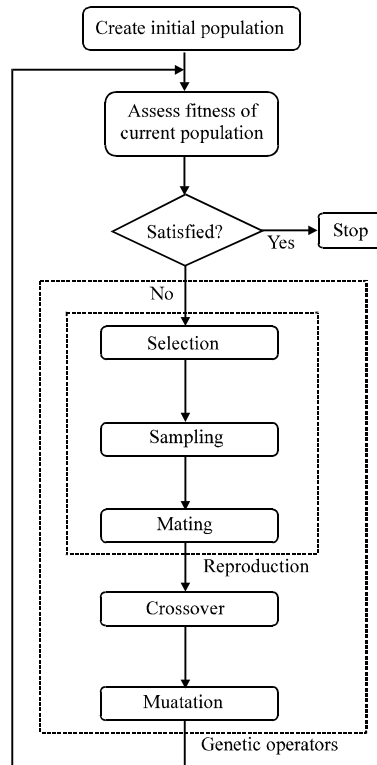 Create initial population
Assess fitness of
current population
Satisfied?
Yes
Stop
No
Selection
Sampling
Mating
Reproduction
Crossover
Muatation
Genetic operators